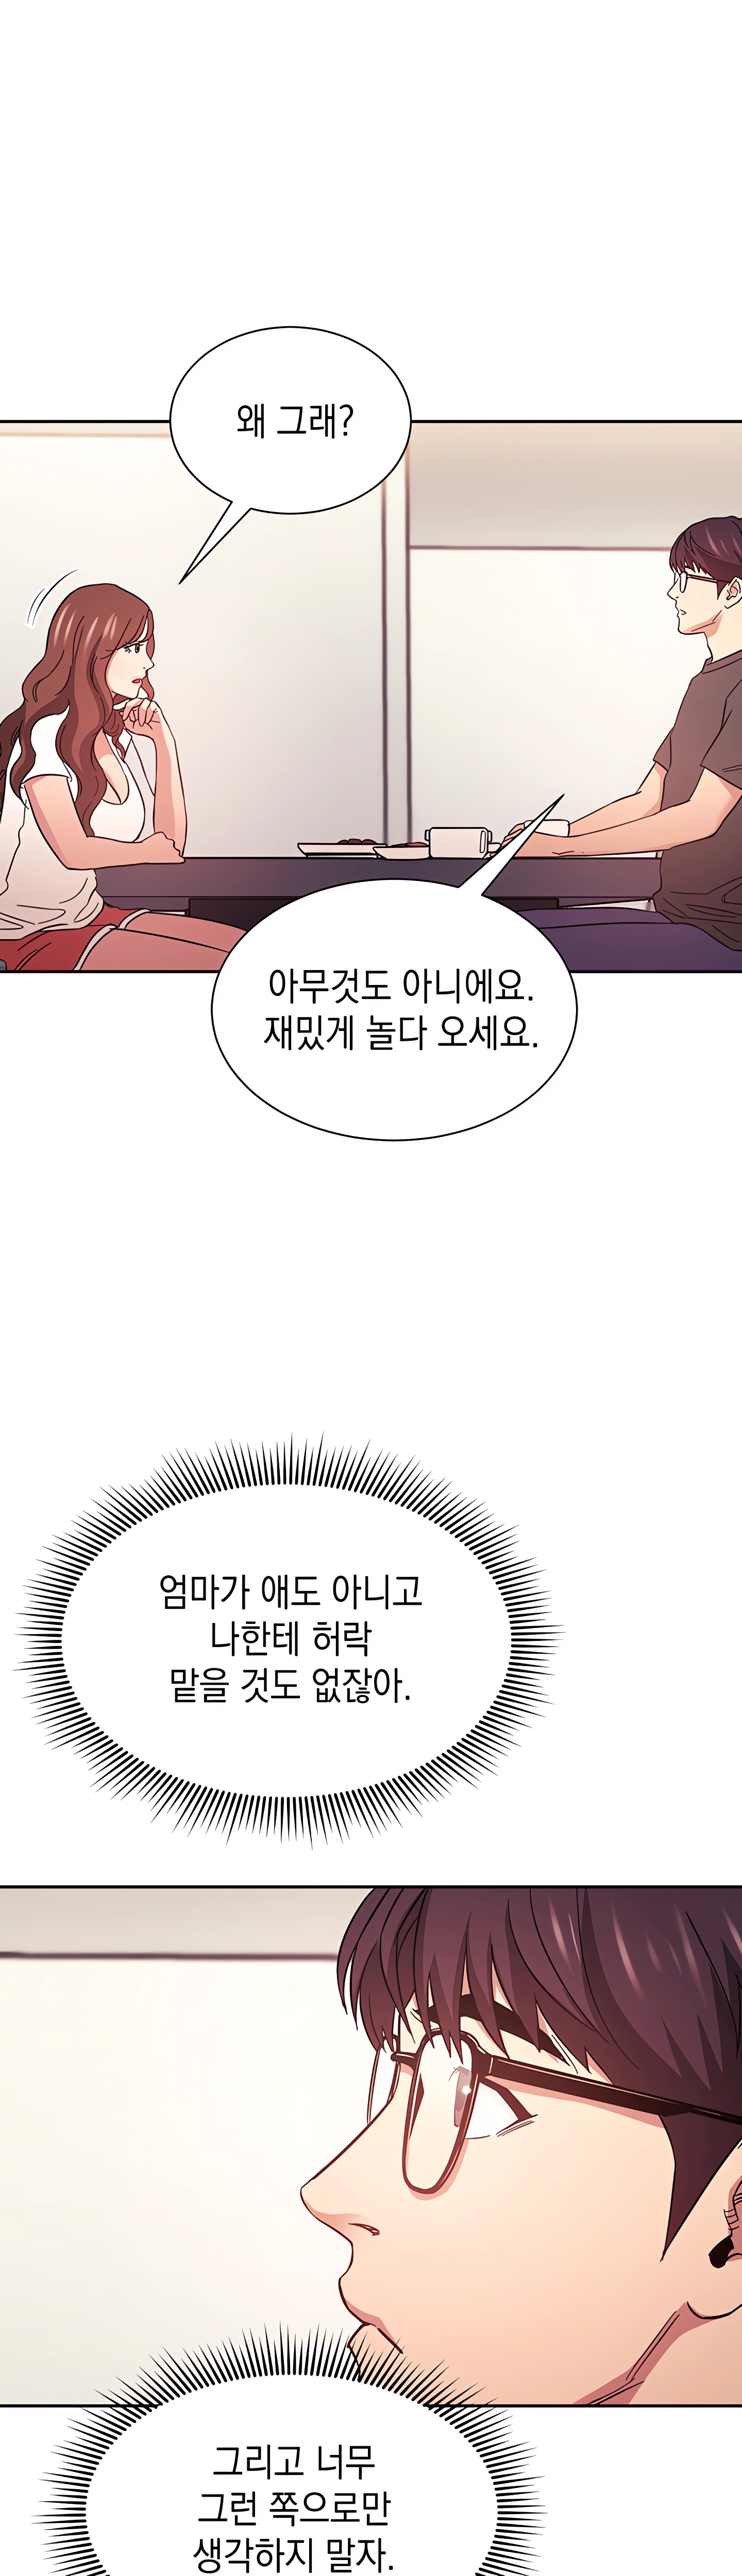 왜 그래?
아무것도 아니에요.
재밌게 놀다 오세요.
엄마가 애도 아니고
나한테 허락
맡을 것도 없잖아.
그리고 너무
그런 쪽으로만
생각하지 말자.